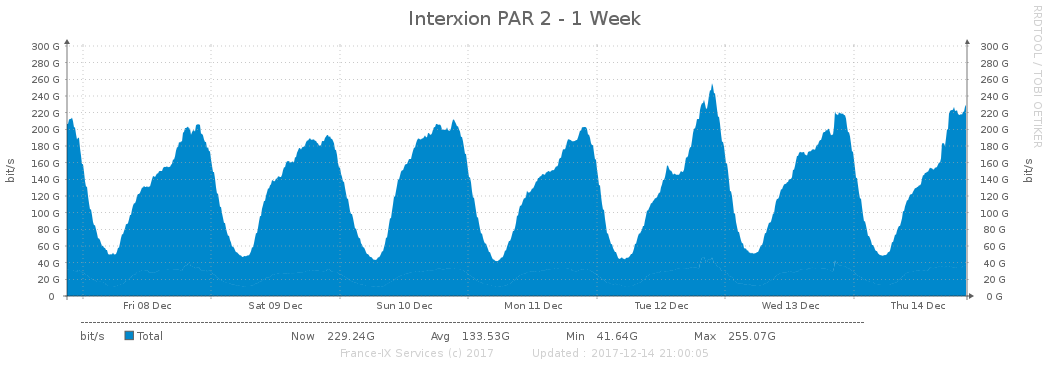 Interxion PAR 2 - 1 Week
RRDTOOL / TOBI OETIKER
bit/s
300 G 300 G
280 G 280 G
260 G 260 G
240 G 240 G
220 G 220 G
200 G 200 G
180 G 180 G
160 G 160 G
140 G 140 G
120 G 120 G
100 G 100 G
80 G 80 G
60 G 60 G
40 G 40 G
20 G 20 G
0 0 G
bit/s
Fri 08 Dec Sat 09 Dec Sun 10 Dec Mon 11 Dec Tue 12 Dec Wed 13 Dec Thu 14 Dec
bit/s Total Now 229.24G Avg 133.53G Min 41.64G Max 255.07G
France-IX Services (c) 2017 Updated : 2017-12-14 21:00:05